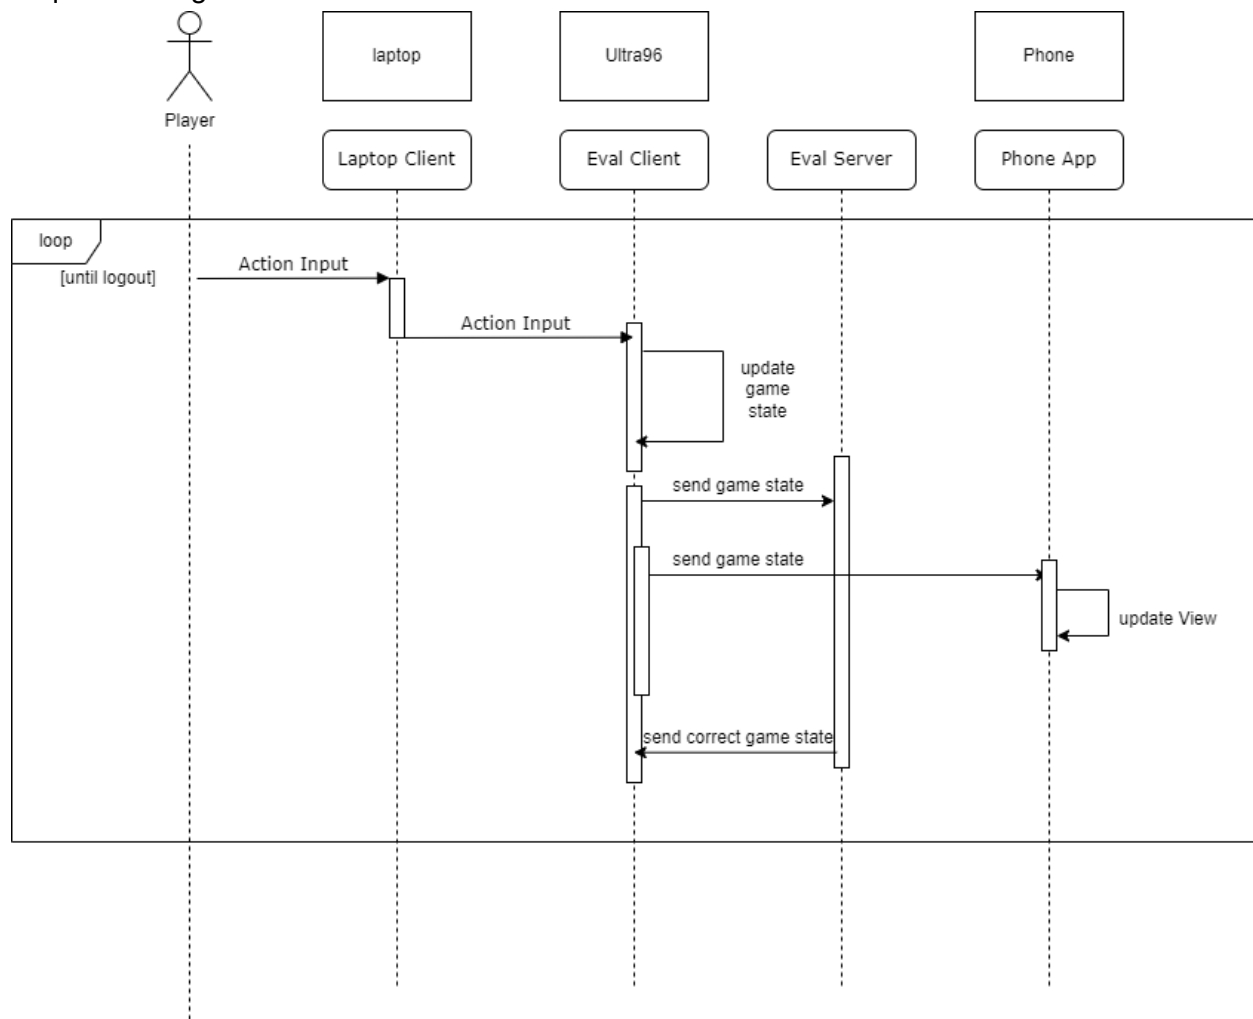 laptop
Ultra96
Phone
Player
Laptop Client
Eval Client
Eval Server
Phone App
loop
[until logout]
Action Input
Action Input
update
game
state
send game state
send game state
update View
send correct game state